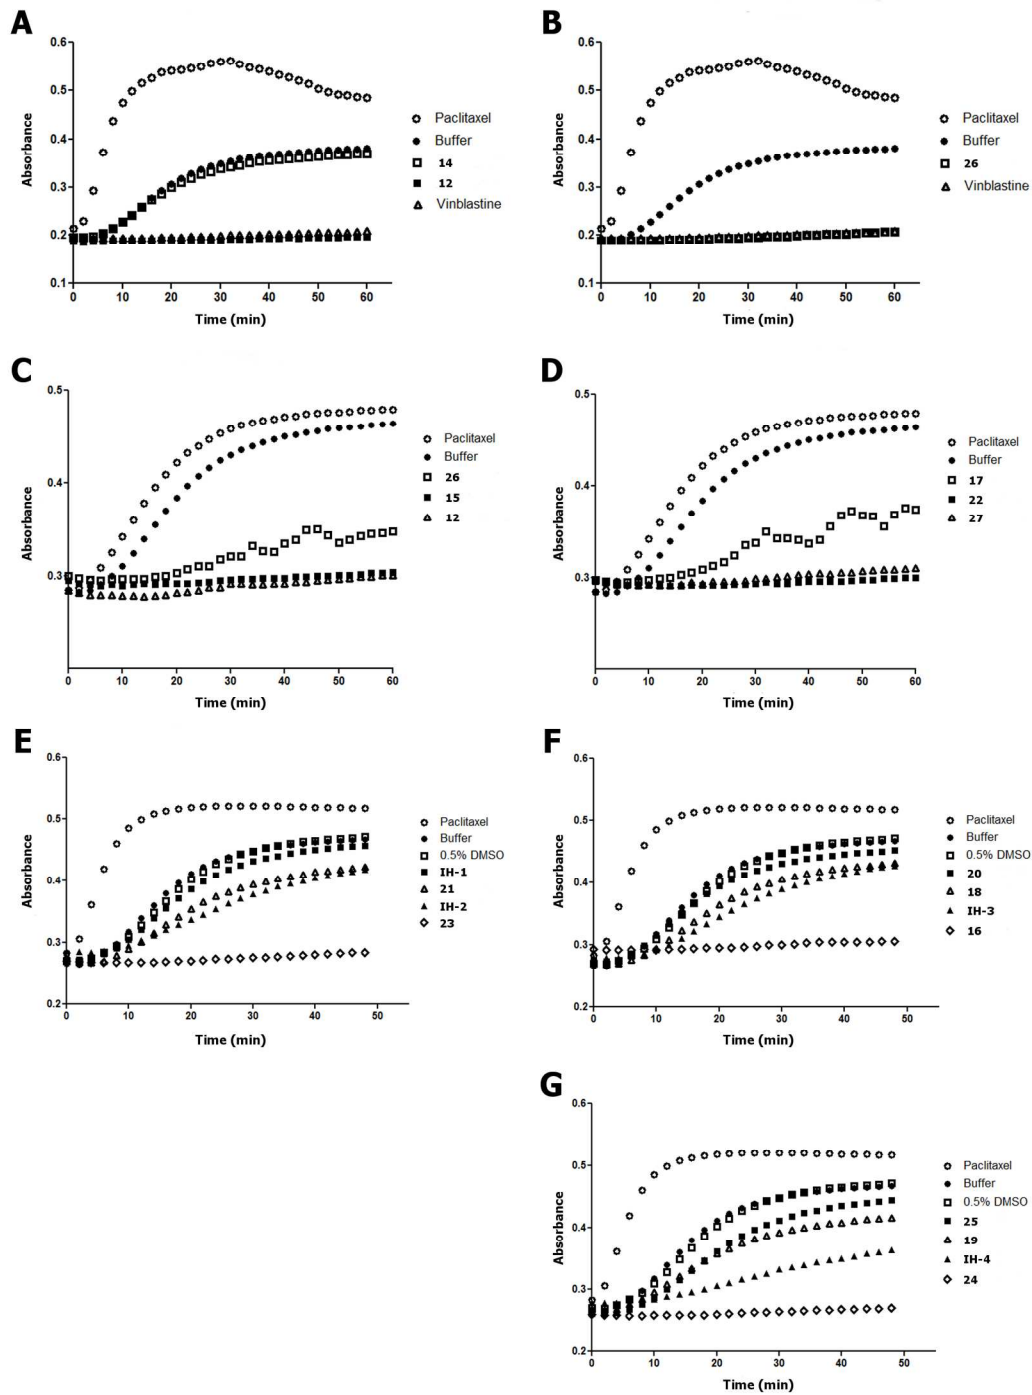 A
0.6
0.5
0.4
0.3
0.2
0.1
Absorbance
0 10 20 30 40 50 60
Time (min)
Paclitaxel
Buffer
14
12
Vinblastine
B
0.6
0.5
0.4
0.3
0.2
0.1
Absorbance
0 10 20 30 40 50 60
Time (min)
Paclitaxel
Buffer
26
Vinblastine
C
0.5
0.4
0.3
Absorbance
0 10 20 30 40 50 60
Time (min)
Paclitaxel
Buffer
26
15
12
D
0.5
0.4
0.3
Absorbance
0 10 20 30 40 50 60
Time (min)
Paclitaxel
Buffer
17
22
27
E
0.6
0.5
0.4
0.3
0.2
Absorbance
0 10 20 30 40 50
Time (min)
Paclitaxel
Buffer
0.5% DMSO
IH-1
21
IH-2
23
F
0.6
0.5
0.4
0.3
0.2
Absorbance
0 10 20 30 40 50
Time (min)
Paclitaxel
Buffer
0.5% DMSO
20
18
IH-3
16
G
0.6
0.5
0.4
0.3
0.2
Absorbance
0 10 20 30 40 50
Time (min)
Paclitaxel
Buffer
0.5% DMSO
25
19
IH-4
24